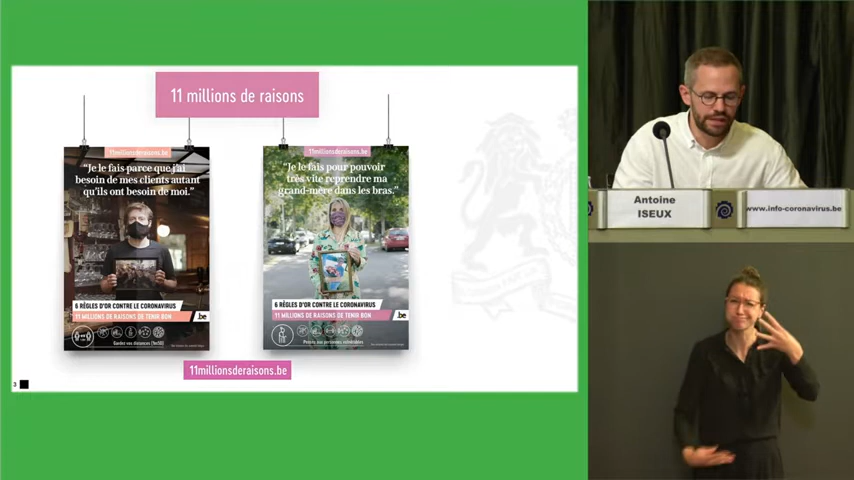 11 millions de raisons
11millionsderaisons.be
“Je le fais parce que j'ai
besoin de mes clients autant
qu'ils ont besoin de moi.”
6 RÈGLES D'OR CONTRE LE CORONAVIRUS
11 MILLIONS DE RAISONS DE TENIR BON
.be
Gardez vos distances (1m50)
11millionsderaisons.be
“Je le fais pour pouvoir
très vite reprendre ma
grand-mère dans les bras.”
6 RÈGLES D'OR CONTRE LE CORONAVIRUS
11 MILLIONS DE RAISONS DE TENIR BON
.be
Pensez aux personnes vulnérables
11millionsderaisons.be
3
Antoine
ISEUX
www.info-coronavirus.be